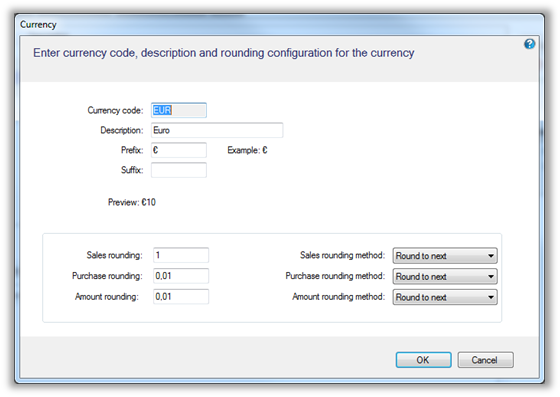 Currency
Enter currency code, description and rounding configuration for the currency
?
Currency code: EUR
Description: Euro
Prefix: € Example: €
Suffix:
Preview: €10
Sales rounding: 1 Sales rounding method: Round to next
Purchase rounding: 0,01 Purchase rounding method: Round to next
Amount rounding: 0,01 Amount rounding method: Round to next
OK Cancel